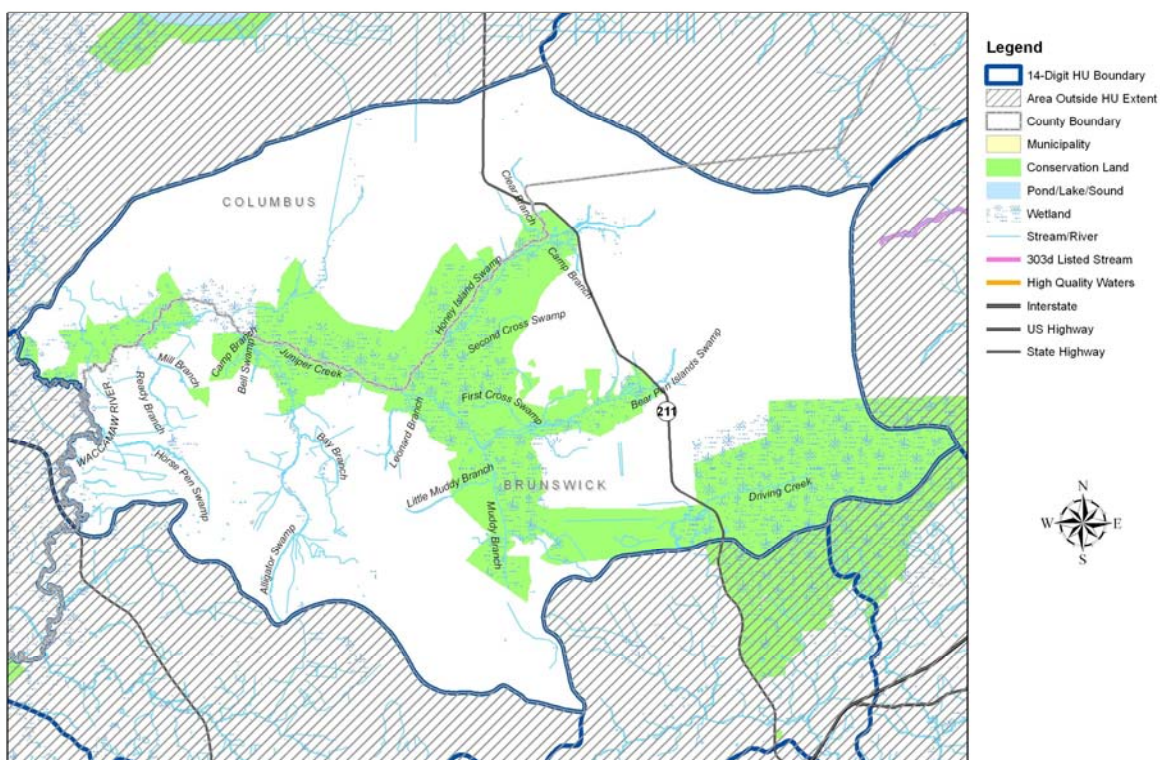 Legend
14-Digit HU Boundary
Area Outside HU Extent
County Boundary
Municipality
Conservation Land
Pond/Lake/Sound
Wetland
Stream/River
303d Listed Stream
High Quality Waters
Interstate
US Highway
State Highway
COLUMBUS
Clear Branch
Honey Island Swamp
Camp Branch
Second Cross Swamp
Camp Branch
Bell Swamp
Juniper Creek
Mill Branch
Ready Branch
WACCAMAW RIVER
First Cross Swamp
Bear Pen Islands Swamp
211
Leonard Branch
Bay Branch
Horse Pen Swamp
Little Muddy Branch
BRUNSWICK
Driving Creek
Muddy Branch
Alligator Swamp
N
W
E
S